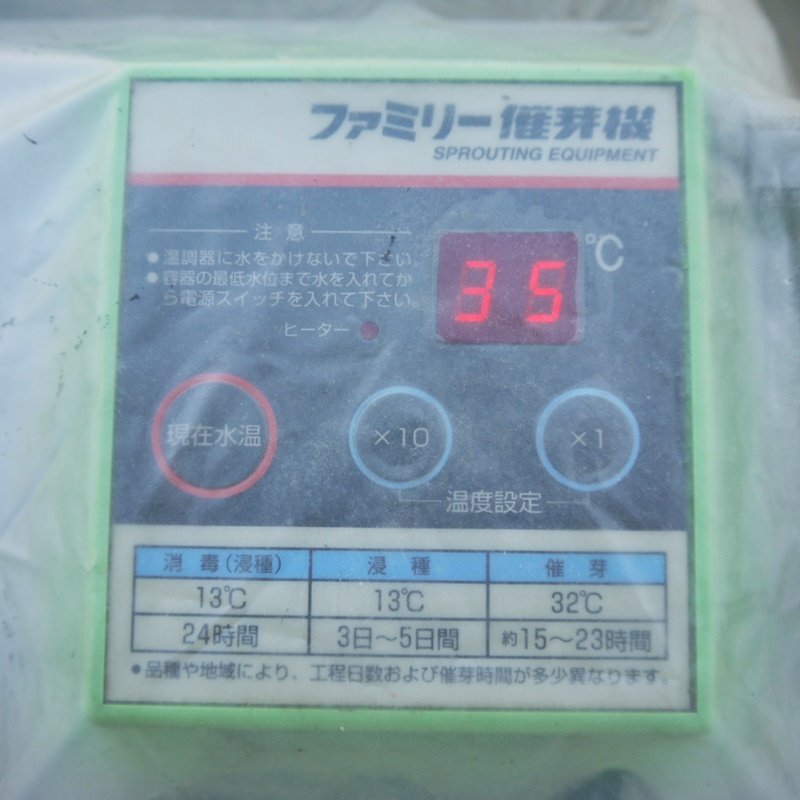 ファミリー催芽機
SPROUTING EQUIPMENT
注意
●温調器に水をかけないで下さい。
●容器の最低水位まで水を入れてか
ら電源スイッチを入れて下さい。
35 ℃
ヒーター
現在水温 ×10 ×1
温度設定
消毒(浸種) 浸種 催芽
13℃ 13℃ 32℃
24時間 3日～5日間 約15～23時間
●品種や地域により、工程日数および催芽時間が多少異なります。